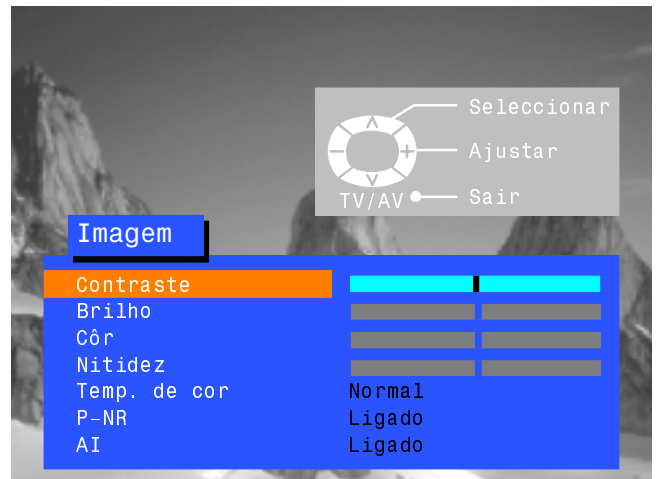 Seleccionar
Ajustar
TV/AV Sair
Imagem
Contraste
Brilho
Côr
Nitidez
Temp. de cor Normal
P-NR Ligado
AI Ligado